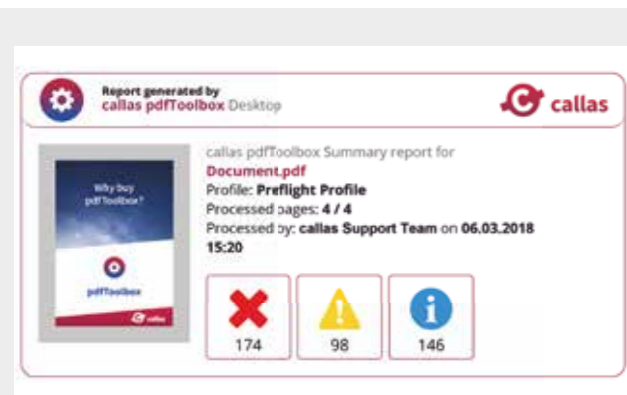 Report generated by
callas pdfToolbox Desktop
callas
callas pdfToolbox Summary report for
Document.pdf
Profile: Preflight Profile
Processed pages: 4 / 4
Processed by: callas Support Team on 06.03.2018
15:20
Why buy
pdfToolbox?
pdfToolbox
callas
174
98
146